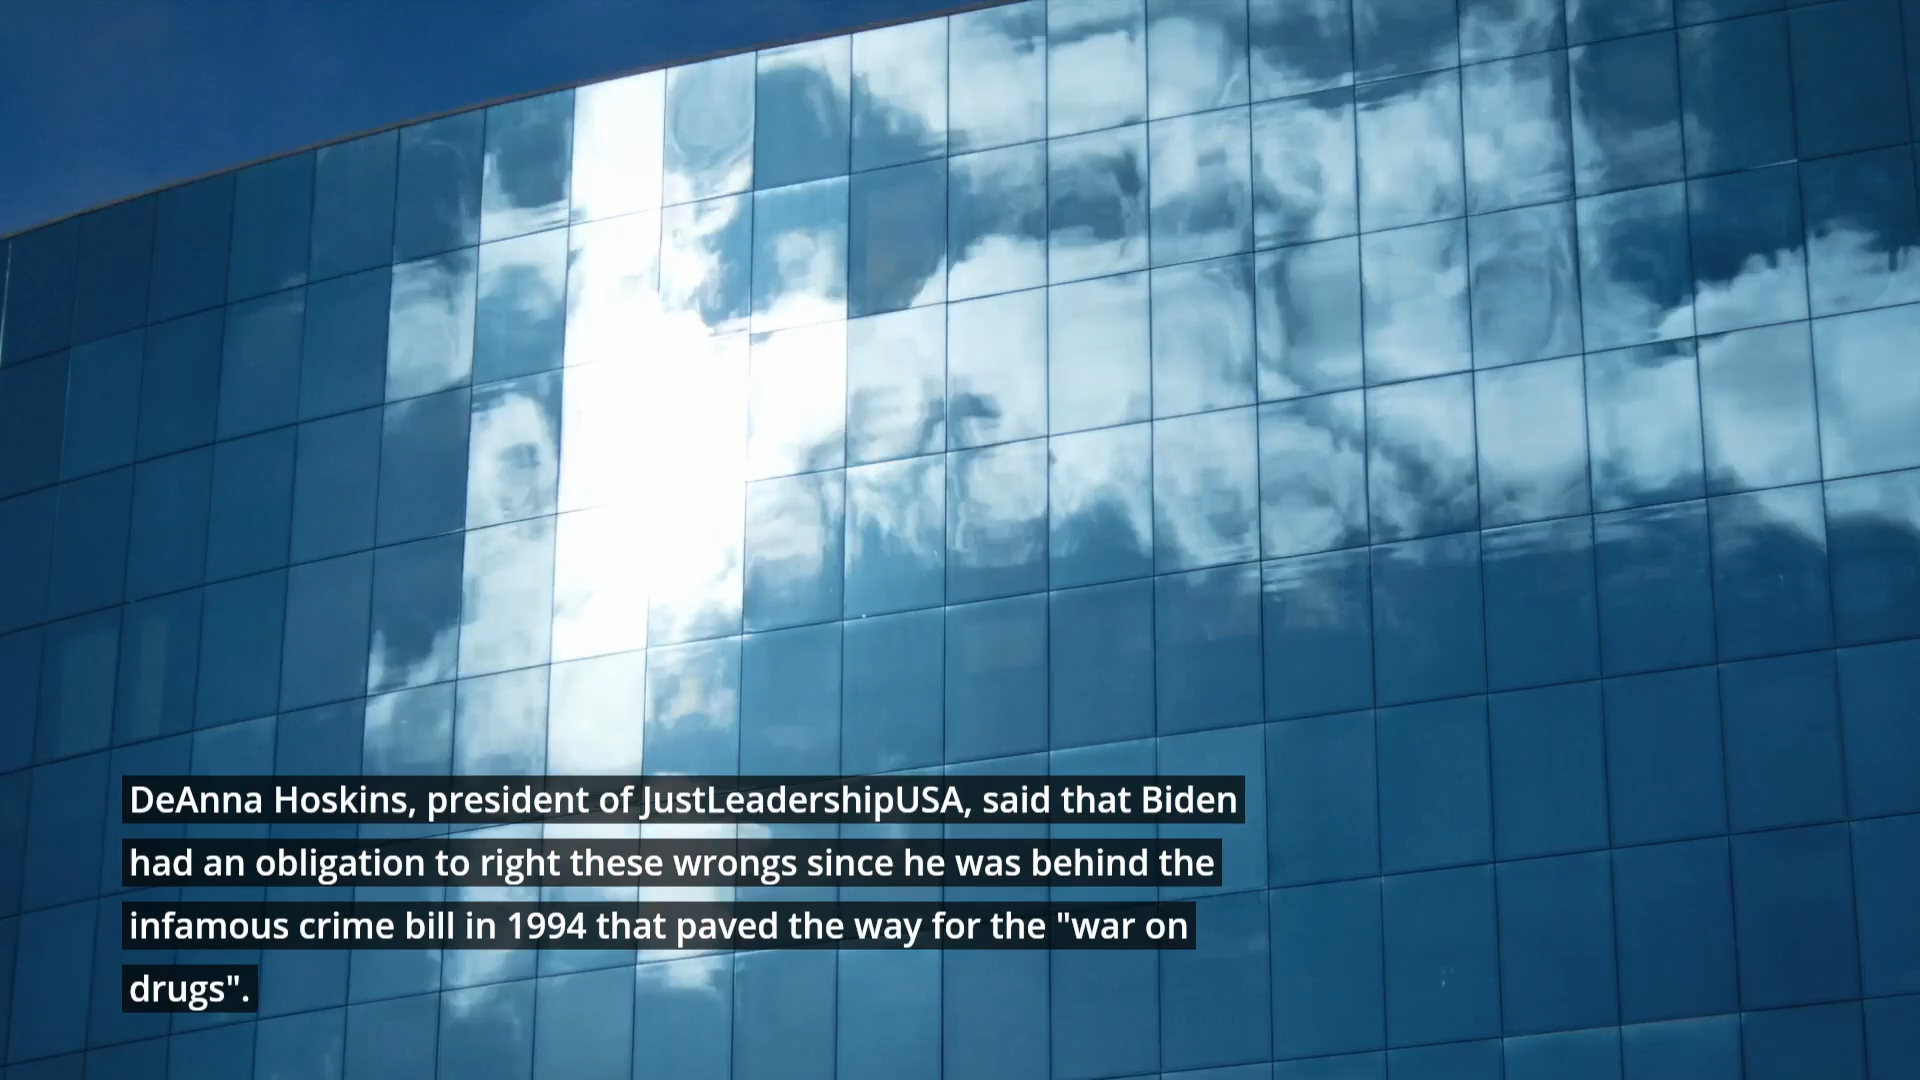 DeAnna Hoskins, president of JustLeadershipUSA, said that Biden
had an obligation to right these wrongs since he was behind the
infamous crime bill in 1994 that paved the way for the "war on
drugs".